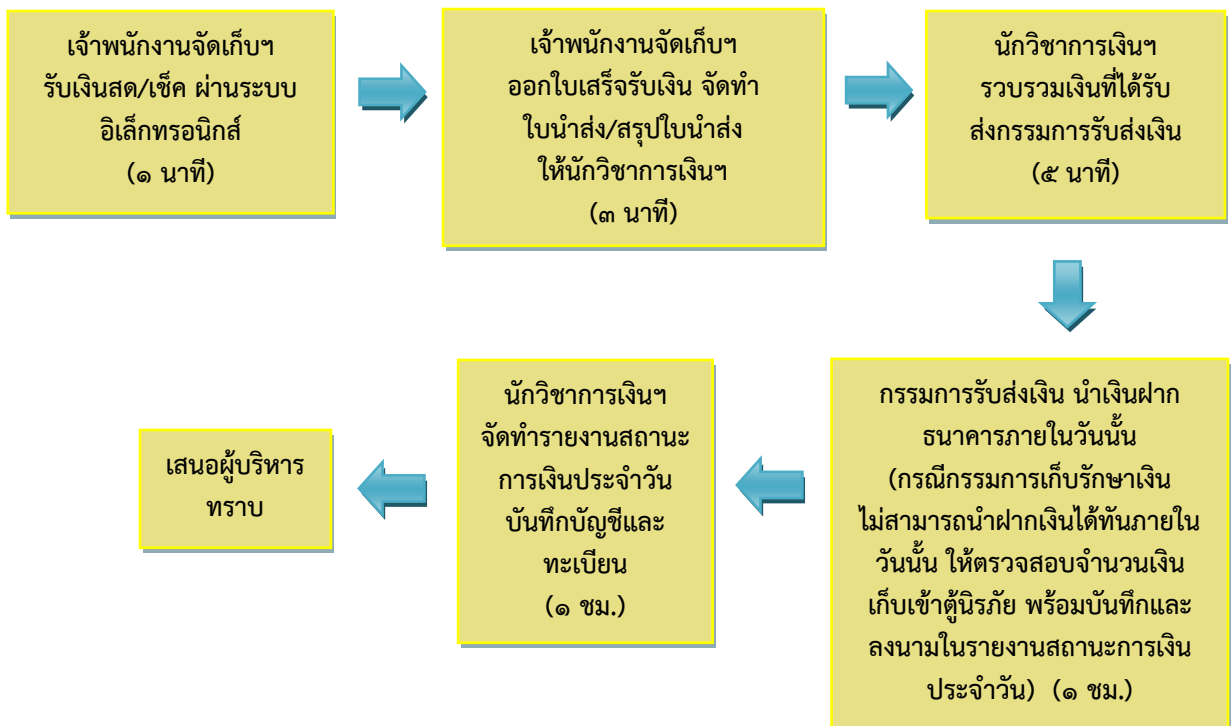 เจ้าพนักงานจัดเก็บฯ
รับเงินสด/เช็ค ผ่านระบบ
อิเล็กทรอนิกส์
(๑ นาที)
เจ้าพนักงานจัดเก็บฯ
ออกใบเสร็จรับเงิน จัดทำ
ใบนำส่ง/สรุปใบนำส่ง
ให้นักวิชาการเงินฯ
(๓ นาที)
นักวิชาการเงินฯ
รวบรวมเงินที่ได้รับ
ส่งกรรมการรับส่งเงิน
(๕ นาที)
กรรมการรับส่งเงิน นำเงินฝาก
ธนาคารภายในวันนั้น
(กรณีกรรมการเก็บรักษาเงิน
ไม่สามารถนำฝากเงินได้ทันภายใน
วันนั้น ให้ตรวจสอบจำนวนเงิน
เก็บเข้าตู้นิรภัย พร้อมบันทึกและ
ลงนามในรายงานสถานะการเงิน
ประจำวัน) (๑ ชม.)
นักวิชาการเงินฯ
จัดทำรายงานสถานะ
การเงินประจำวัน
บันทึกบัญชีและ
ทะเบียน
(๑ ชม.)
เสนอผู้บริหาร
ทราบ